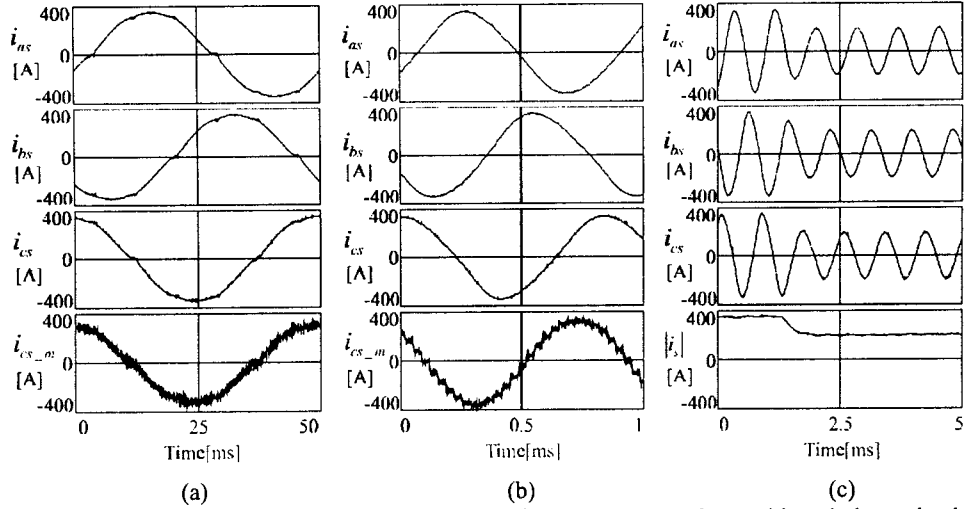 400
i_as
0
[A]
-400
400
i_bs
0
[A]
-400
400
i_cs
0
[A]
-400
400
i_cs_m
0
[A]
-400
0 25 50
Time[ms]
(a)
400
i_as
0
[A]
-400
400
i_bs
0
[A]
-400
400
i_cs
0
[A]
-400
400
i_cs_m
0
[A]
-400
0 0.5 1
Time[ms]
(b)
400
i_as
0
[A]
-400
400
i_bs
0
[A]
-400
400
i_cs
0
[A]
-400
400
|i_s|
0
[A]
-400
0 2.5 5
Time[ms]
(c)